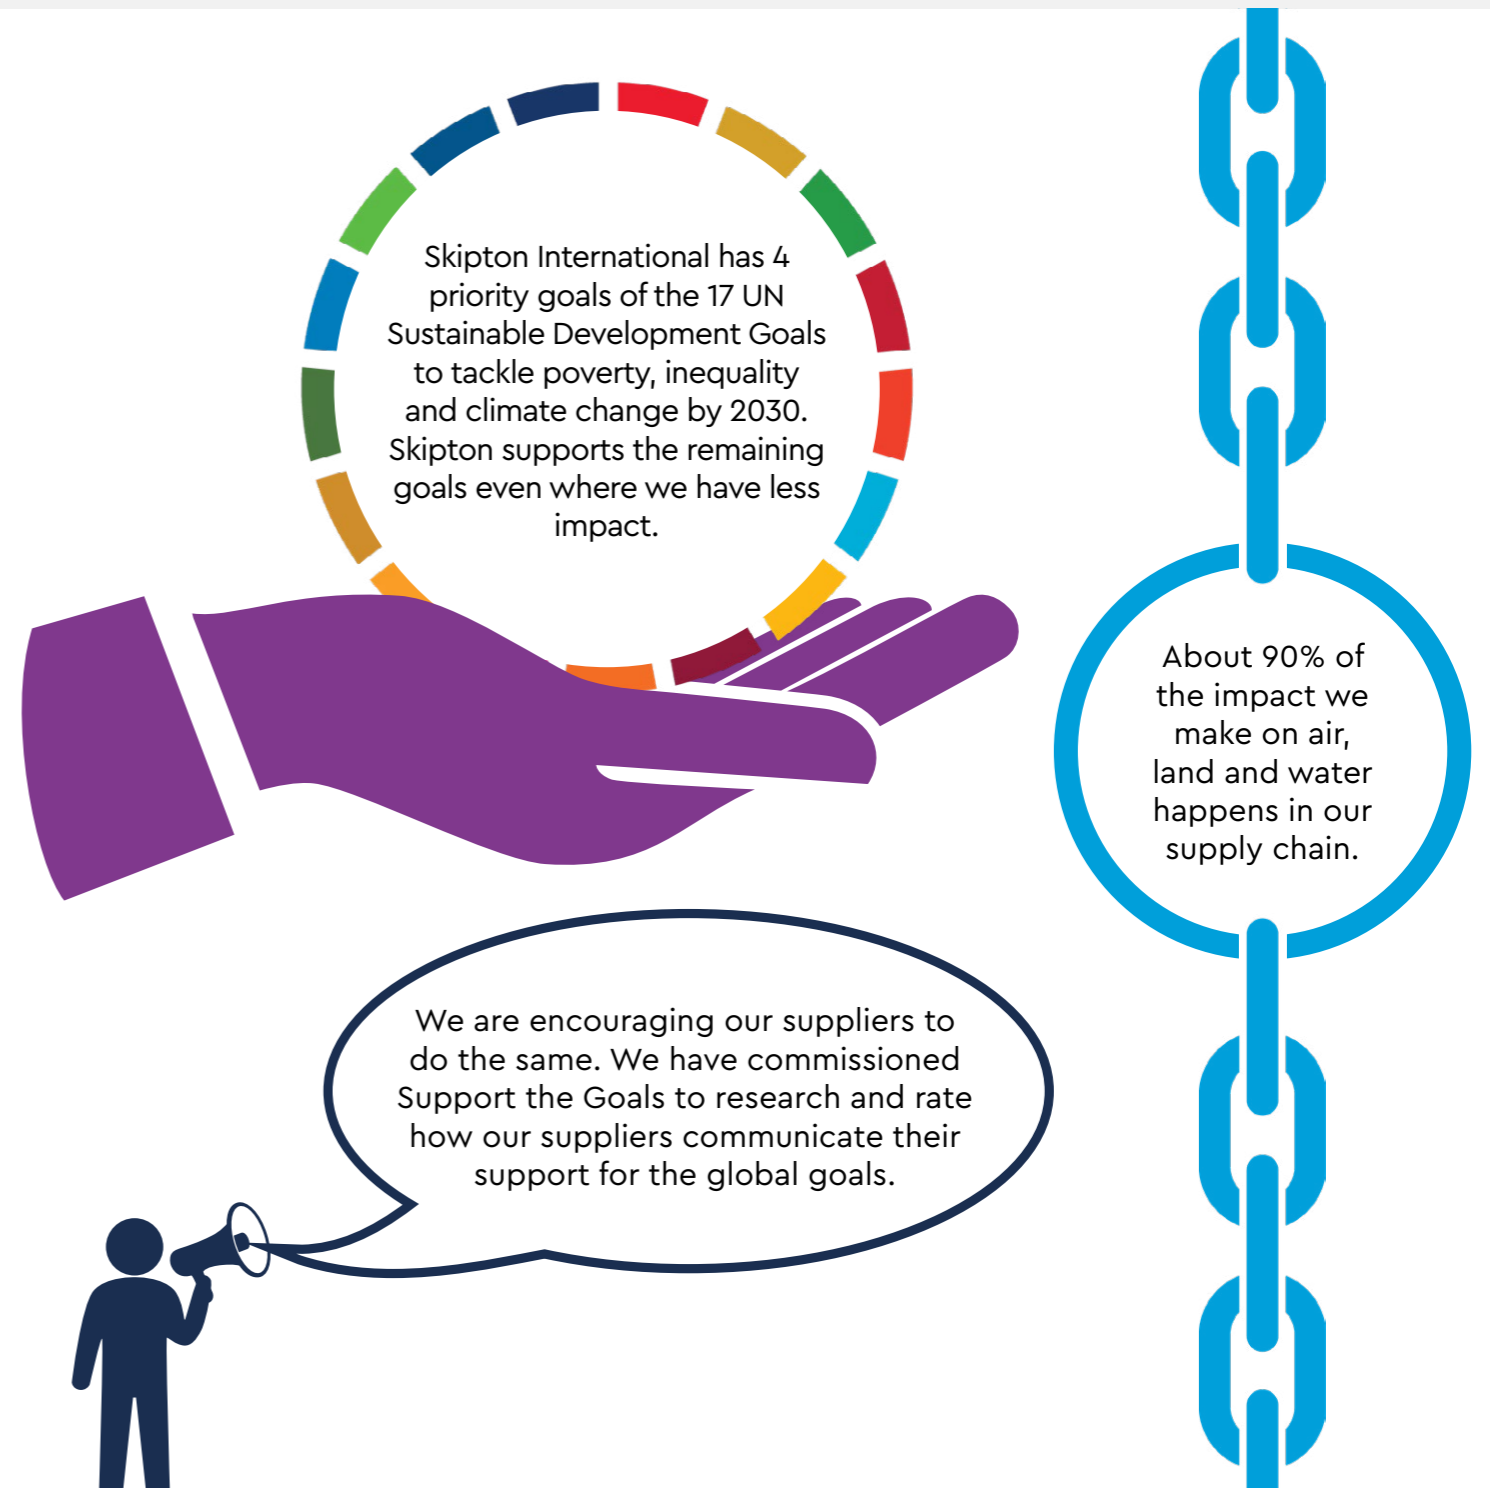 Skipton International has 4
priority goals of the 17 UN
Sustainable Development Goals
to tackle poverty, inequality
and climate change by 2030.
Skipton supports the remaining
goals even where we have less
impact.
About 90% of
the impact we
make on air,
land and water
happens in our
supply chain.
We are encouraging our suppliers to
do the same. We have commissioned
Support the Goals to research and rate
how our suppliers communicate their
support for the global goals.